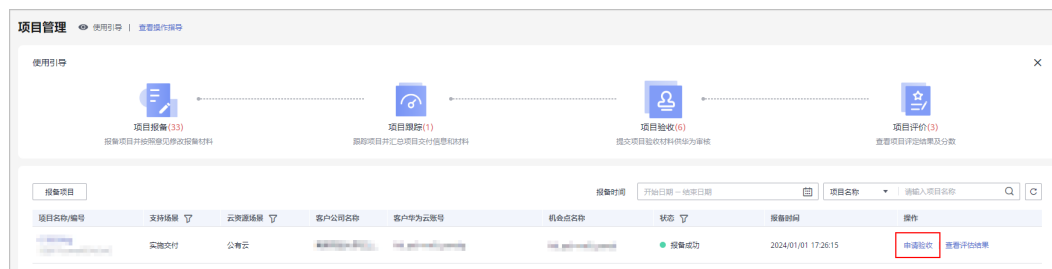 项目管理 使用引导 | 查看操作指导
使用引导
项目报备(33) 项目跟踪(1) 项目验收(6) 项目评价(3)
报备项目并按照意见修改报备材料 跟踪项目并汇总项目交付信息和材料 提交项目验收材料供华为审核 查看项目评定结果及分数
报备项目 报备时间 开始日期 – 结束日期 项目名称 请输入项目名称
项目名称/编号 支持场景 云资源场景 客户公司名称 客户华为云账号 机会点名称 状态 报备时间 操作
实施交付 公有云 报备成功 2024/01/01 17:26:15 申请验收 查看评估结果